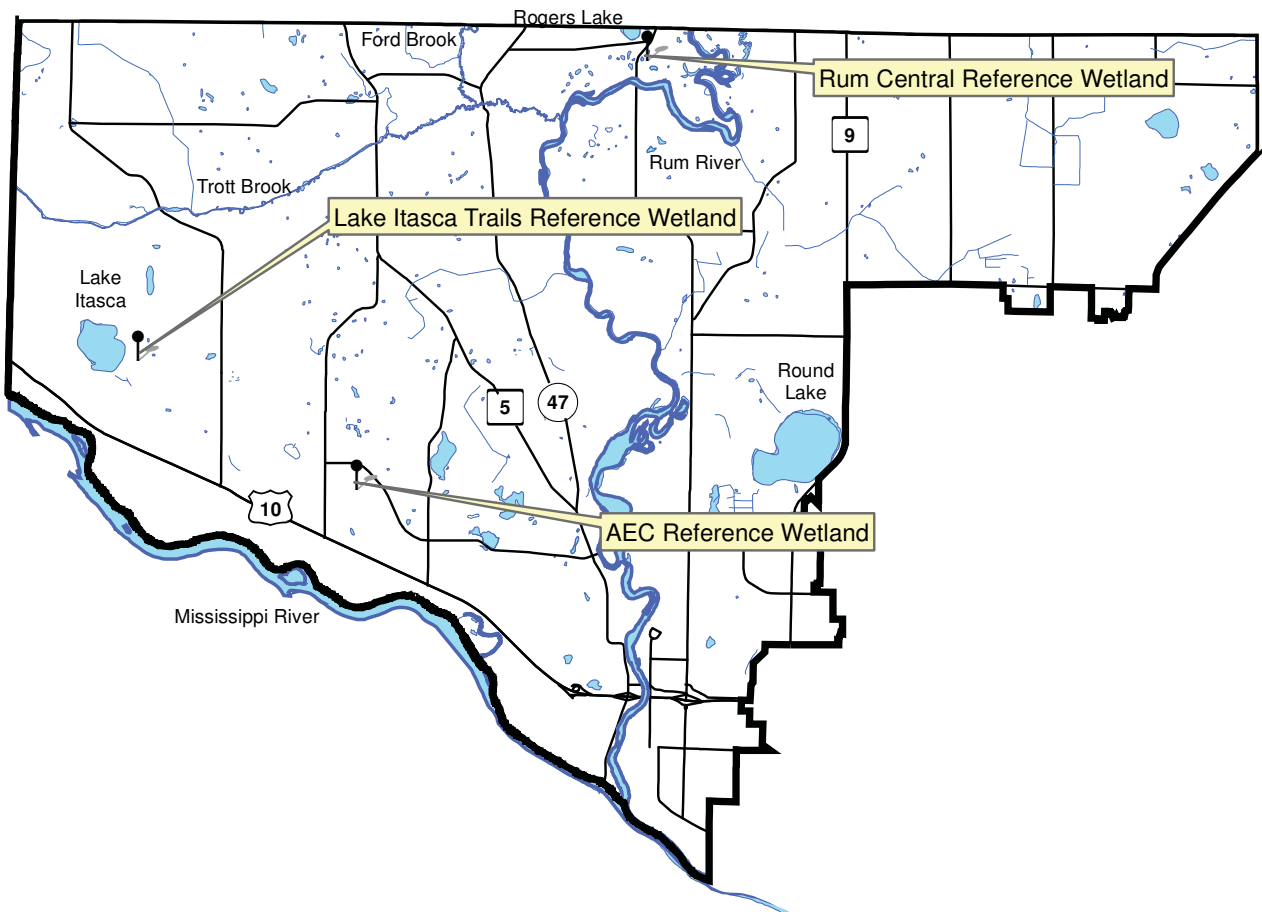 Rogers Lake
Ford Brook
Rum Central Reference Wetland
9
Rum River
Trott Brook
Lake Itasca Trails Reference Wetland
Lake
Itasca
Round
Lake
5
47
10
AEC Reference Wetland
Mississippi River